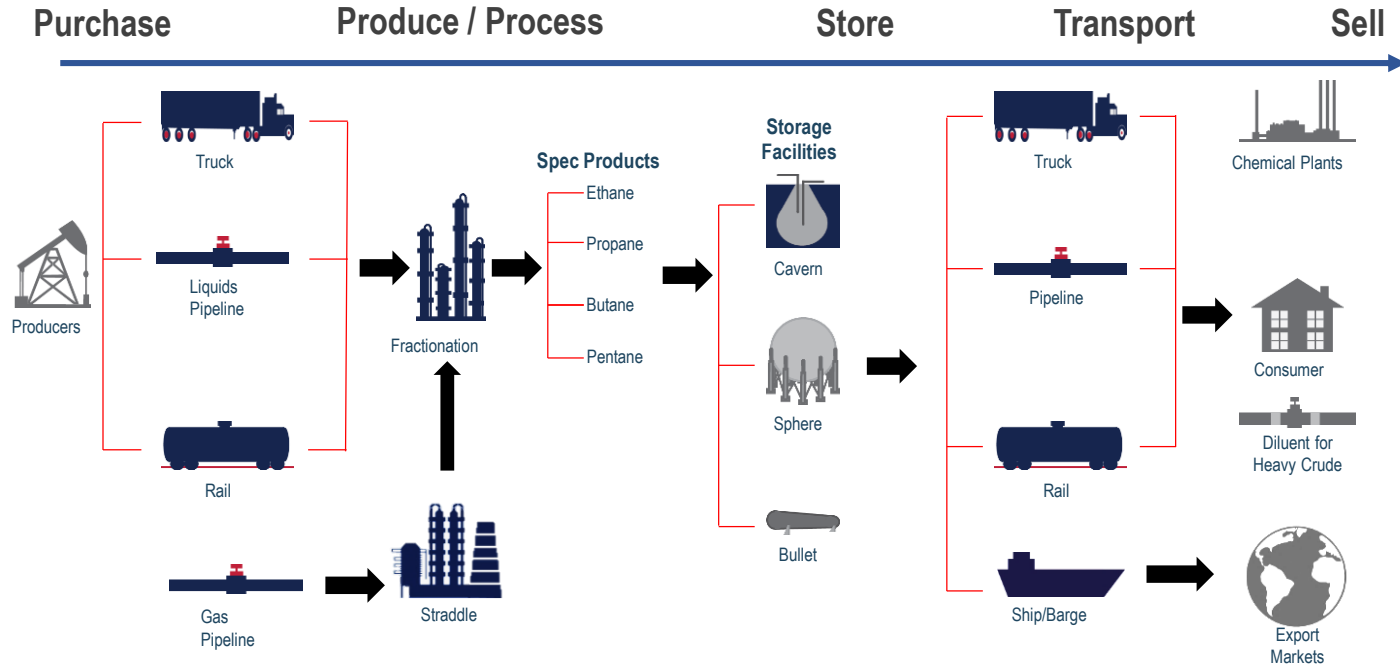 Purchase
Produce / Process
Store
Transport
Sell
Producers
Truck
Liquids
Pipeline
Rail
Gas
Pipeline
Fractionation
Straddle
Spec Products
Ethane
Propane
Butane
Pentane
Storage
Facilities
Cavern
Sphere
Bullet
Truck
Pipeline
Rail
Ship/Barge
Chemical Plants
Consumer
Diluent for
Heavy Crude
Export
Markets